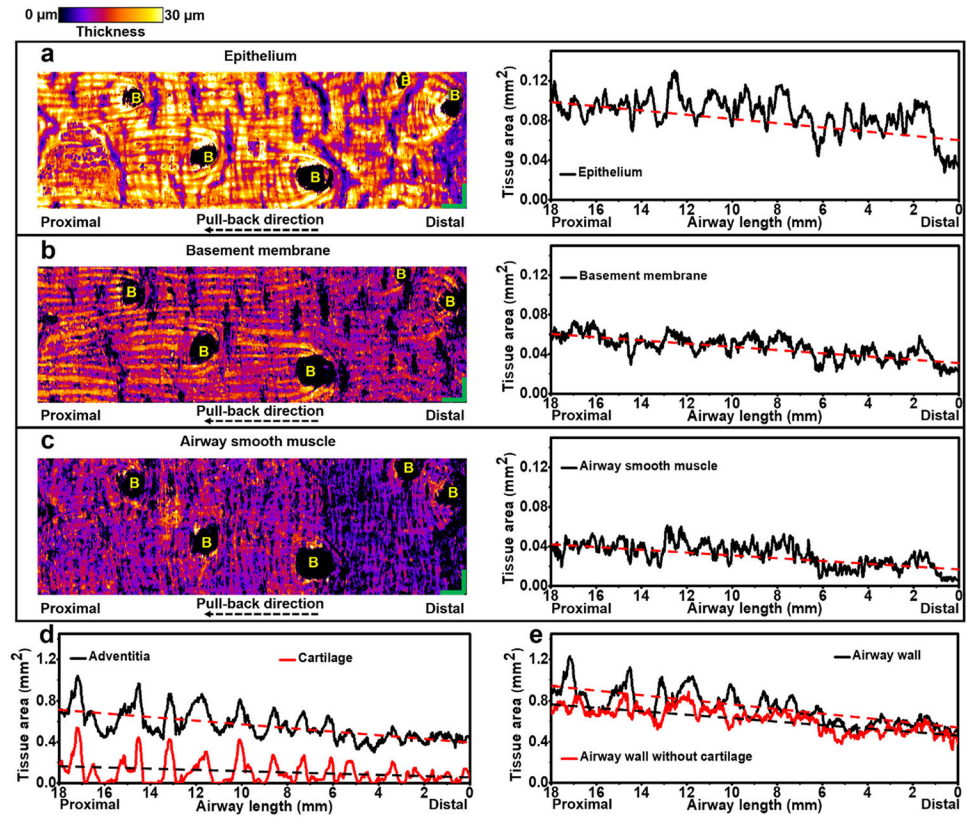 0 µm 30 µm
Thickness
a Epithelium
B B B B B
Proximal Pull-back direction Distal
Tissue area (mm²)
0.12
0.08
0.04
0.00
Epithelium
18 16 14 12 10 8 6 4 2 0
Proximal Airway length (mm) Distal
b Basement membrane
B B B B B
Proximal Pull-back direction Distal
Tissue area (mm²)
0.12
0.08
0.04
0.00
Basement membrane
18 16 14 12 10 8 6 4 2 0
Proximal Airway length (mm) Distal
c Airway smooth muscle
B B B B B
Proximal Pull-back direction Distal
Tissue area (mm²)
0.12
0.08
0.04
0.00
Airway smooth muscle
18 16 14 12 10 8 6 4 2 0
Proximal Airway length (mm) Distal
d
Tissue area (mm²)
1.2
0.8
0.4
0.0
Adventitia Cartilage
18 16 14 12 10 8 6 4 2 0
Proximal Airway length (mm) Distal
e
Tissue area (mm²)
1.2
0.8
0.4
0.0
Airway wall
Airway wall without cartilage
18 16 14 12 10 8 6 4 2 0
Proximal Airway length (mm) Distal